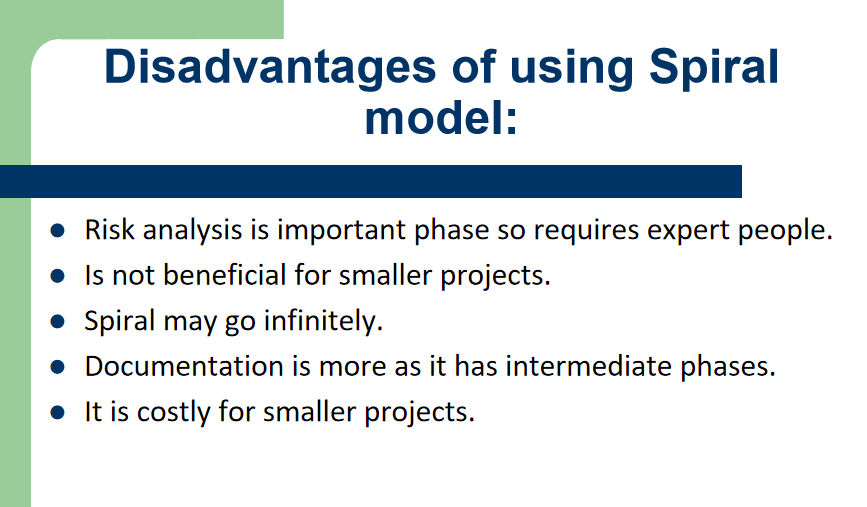 Disadvantages of using Spiral
model:
● Risk analysis is important phase so requires expert people.
● Is not beneficial for smaller projects.
● Spiral may go infinitely.
● Documentation is more as it has intermediate phases.
● It is costly for smaller projects.